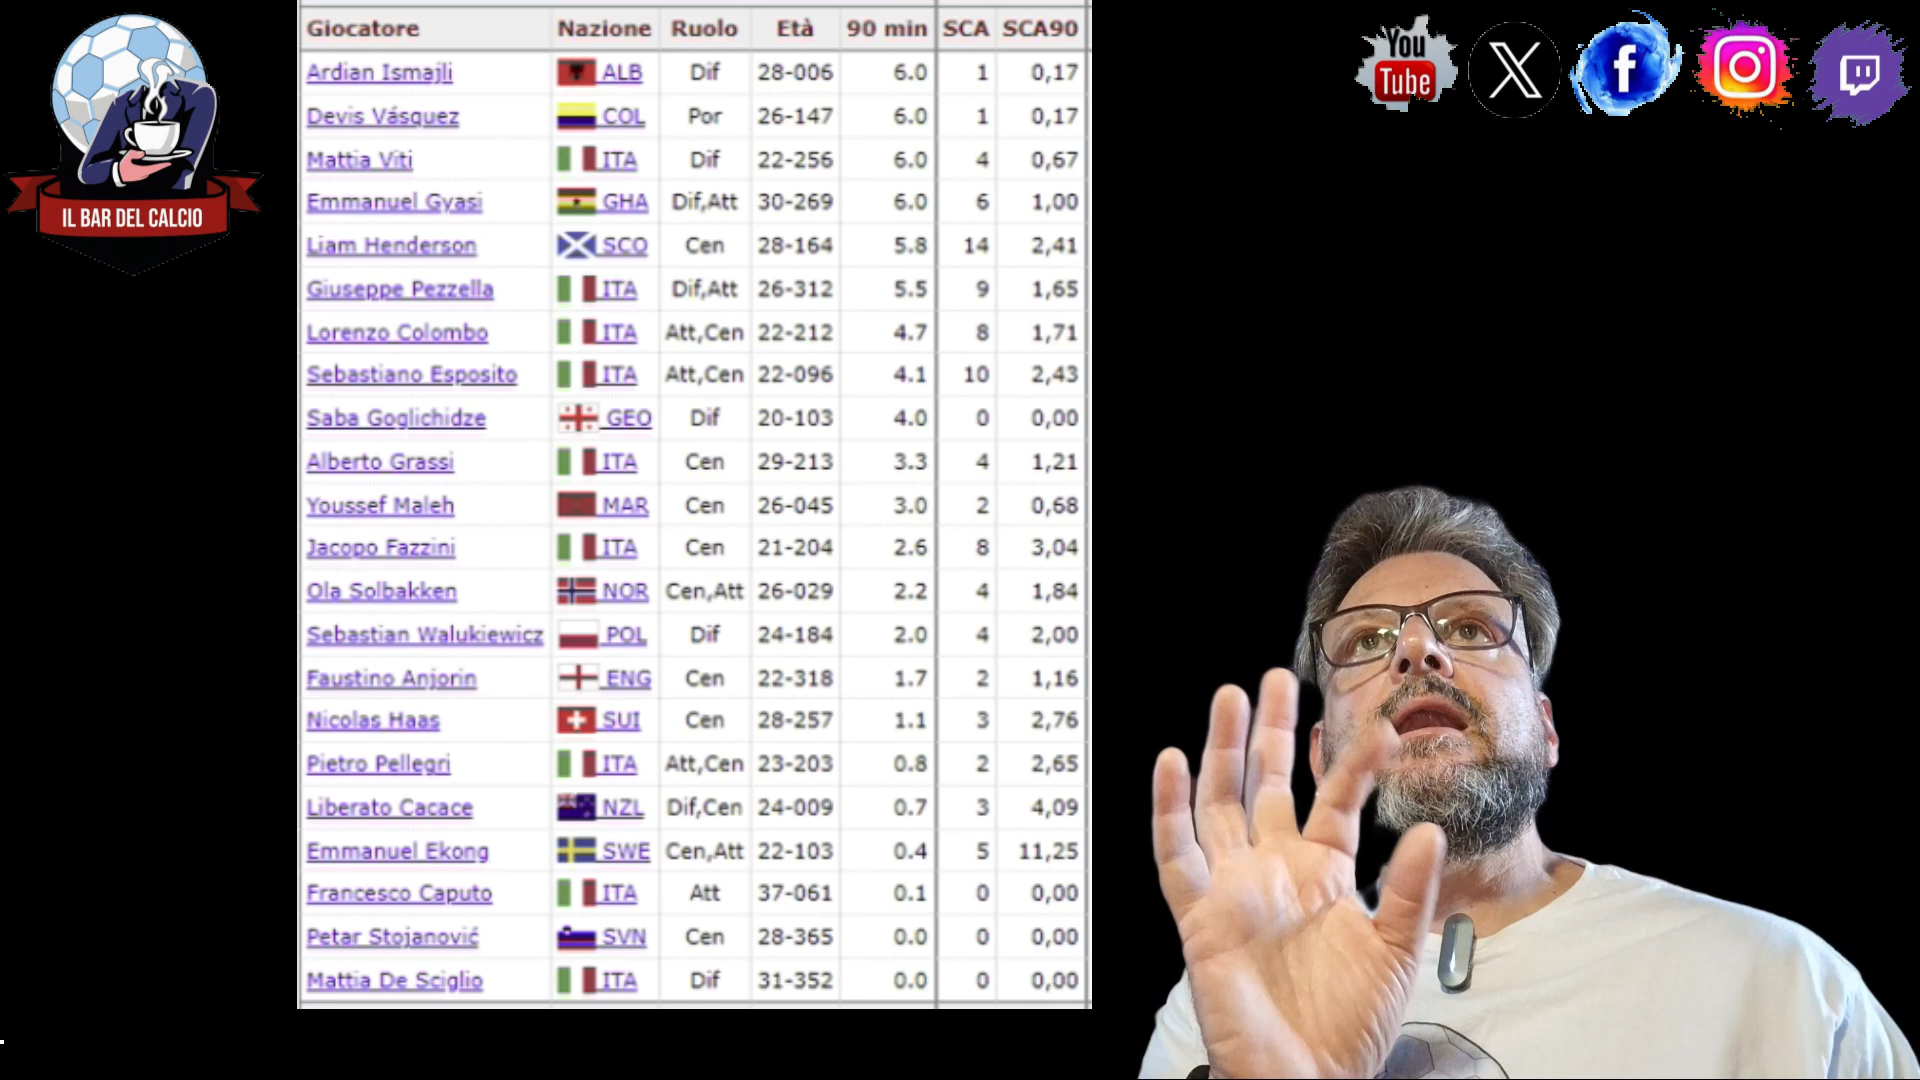 Giocatore Nazione Ruolo Età 90 min SCA SCA90
Ardian Ismajli ALB Dif 28-006 6.0 1 0,17
Devis Vásquez COL Por 26-147 6.0 1 0,17
Mattia Viti ITA Dif 22-256 6.0 4 0,67
Emmanuel Gyasi GHA Dif,Att 30-269 6.0 6 1,00
Liam Henderson SCO Cen 28-164 5.8 14 2,41
Giuseppe Pezzella ITA Dif,Att 26-312 5.5 9 1,65
Lorenzo Colombo ITA Att,Cen 22-212 4.7 8 1,71
Sebastiano Esposito ITA Att,Cen 22-096 4.1 10 2,43
Saba Goglichidze GEO Dif 20-103 4.0 0 0,00
Alberto Grassi ITA Cen 29-213 3.3 4 1,21
Youssef Maleh MAR Cen 26-045 3.0 2 0,68
Jacopo Fazzini ITA Cen 21-204 2.6 8 3,04
Ola Solbakken NOR Cen,Att 26-029 2.2 4 1,84
Sebastian Walukiewicz POL Dif 24-184 2.0 4 2,00
Faustino Anjorin ENG Cen 22-318 1.7 2 1,16
Nicolas Haas SUI Cen 28-257 1.1 3 2,76
Pietro Pellegri ITA Att,Cen 23-203 0.8 2 2,65
Liberato Cacace NZL Dif,Cen 24-009 0.7 3 4,09
Emmanuel Ekong SWE Cen,Att 22-103 0.4 5 11,25
Francesco Caputo ITA Att 37-061 0.1 0 0,00
Petar Stojanović SVN Cen 28-365 0.0 0 0,00
Mattia De Sciglio ITA Dif 31-352 0.0 0 0,00
IL BAR DEL CALCIO
You
Tube